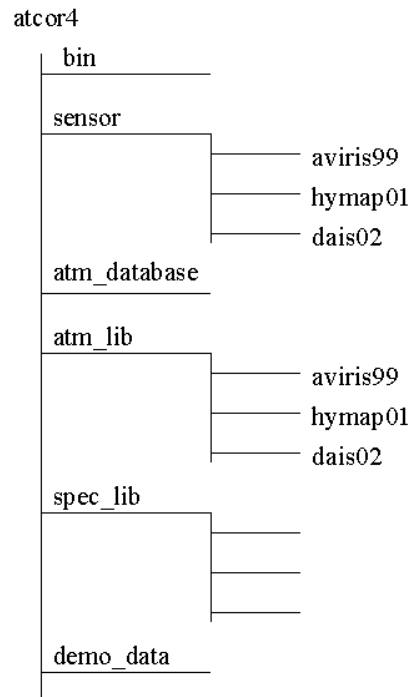 atcor4
bin
sensor
aviris99
hymap01
dais02
atm_database
atm_lib
aviris99
hymap01
dais02
spec_lib
demo_data